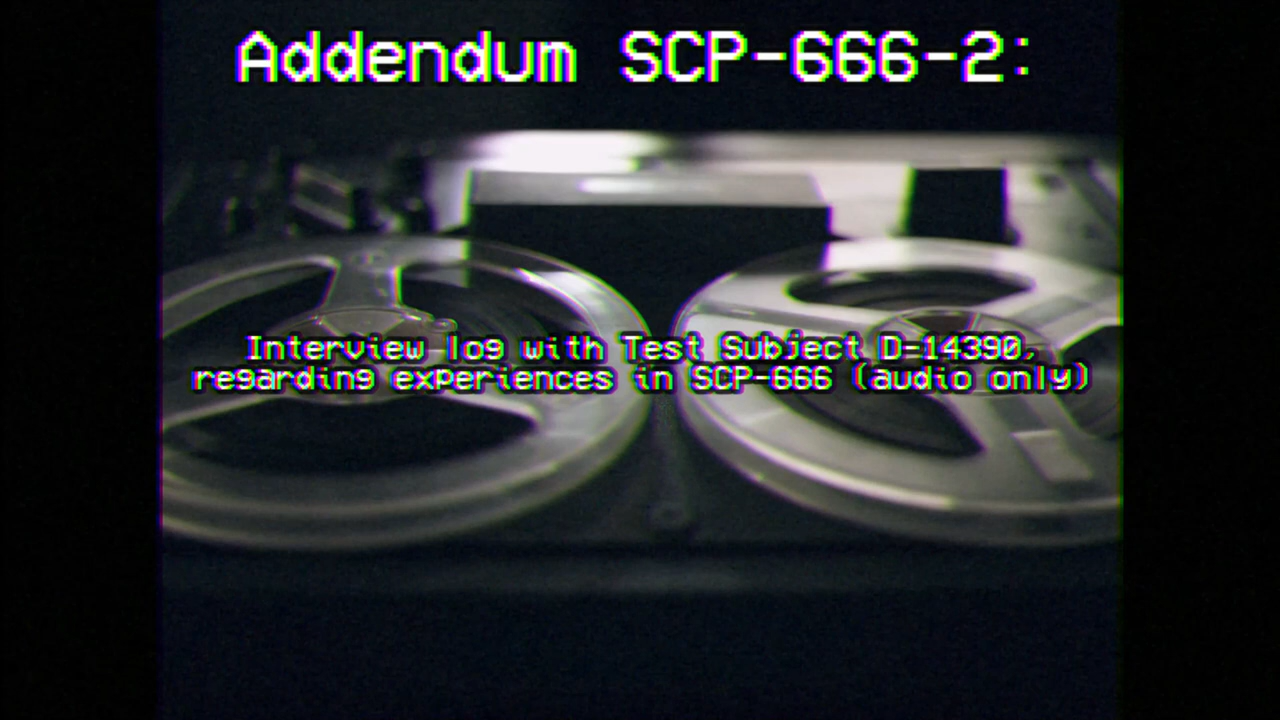 Addendum SCP-666-2:
Interview log with Test Subject D-14390,
regarding experiences in SCP-666 (audio only)